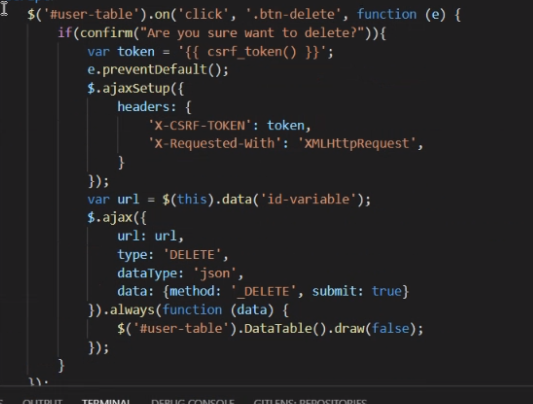 $('#user-table').on('click', '.btn-delete', function (e) {
if(confirm("Are you sure want to delete?")){
var token = '{{ csrf_token() }}';
e.preventDefault();
$.ajaxSetup({
headers: {
'X-CSRF-TOKEN': token,
'X-Requested-With': 'XMLHttpRequest',
}
});
var url = $(this).data('id-variable');
$.ajax({
url: url,
type: 'DELETE',
dataType: 'json',
data: {method: '_DELETE', submit: true}
}).always(function (data) {
$('#user-table').DataTable().draw(false);
});
}
});
OUTPUT TERMINAL DEBUG CONSOLE GITLENS: REPOSITORIES